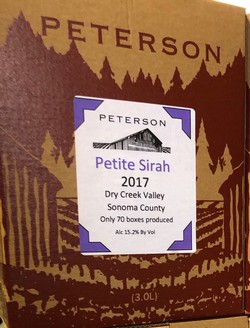 PETERSON
PETERSON
Petite Sirah
2017
Dry Creek Valley
Sonoma County
Only 70 boxes produced
Alc 15.2% By Vol
(3.0L)